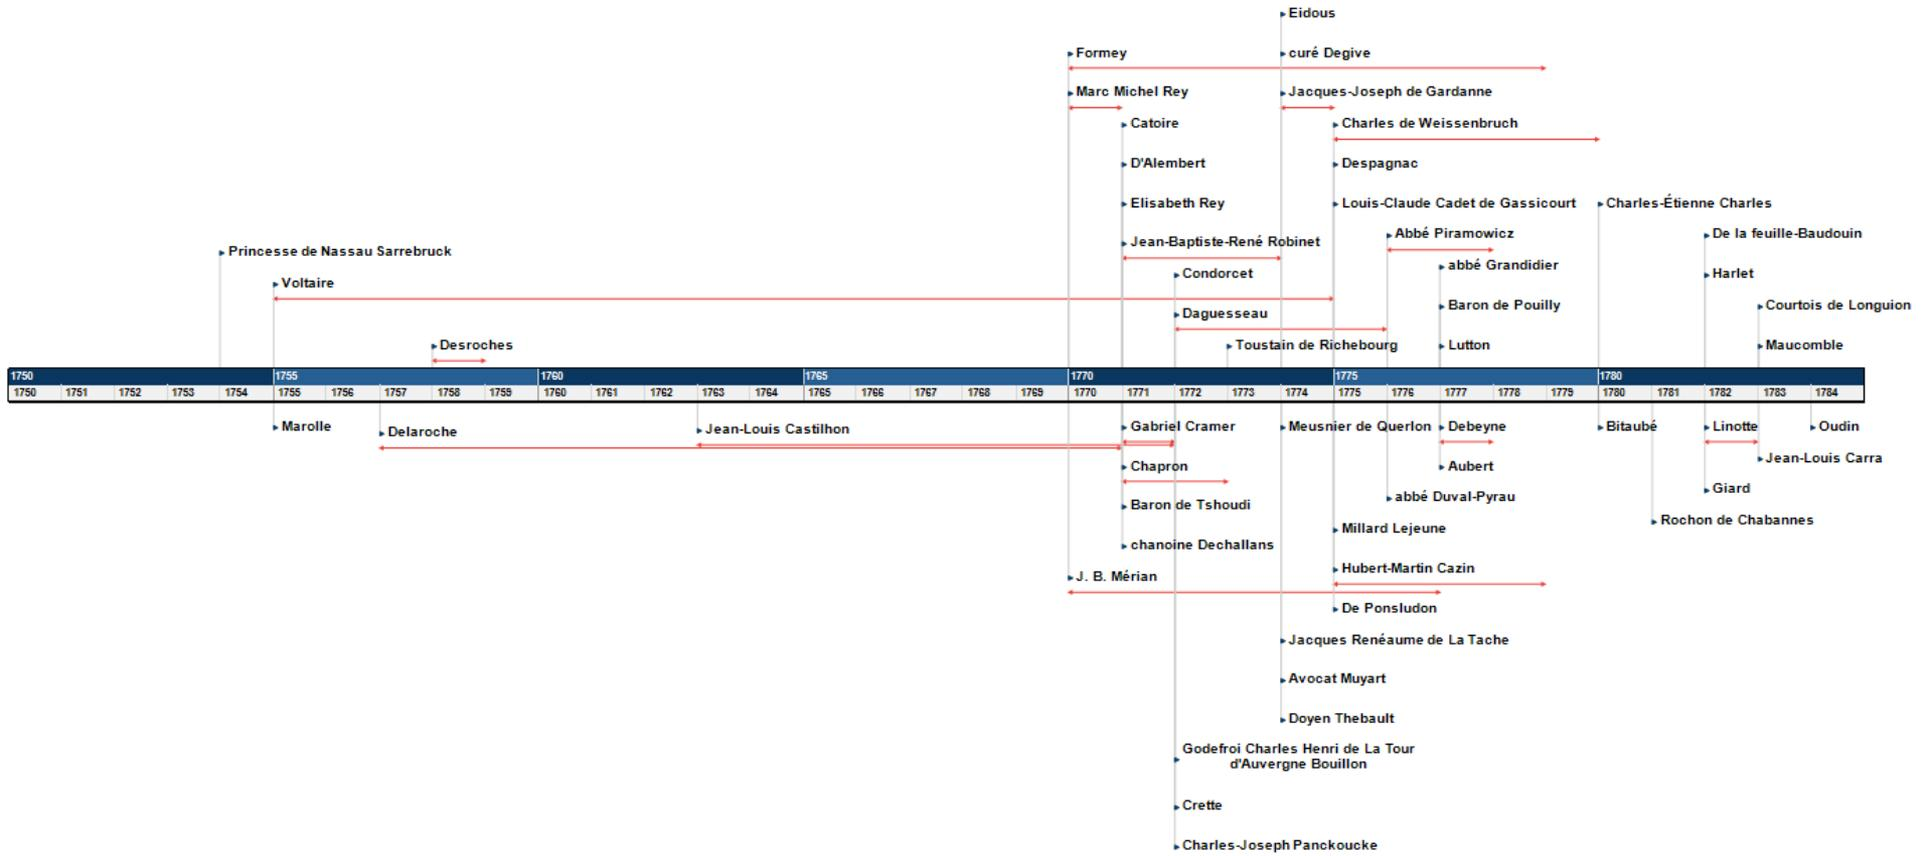 Eidous
Formey
curé Degive
Marc Michel Rey
Jacques-Joseph de Gardanne
Catoire
Charles de Weissenbruch
D'Alembert
Despagnac
Elisabeth Rey
Louis-Claude Cadet de Gassicourt
Charles-Étienne Charles
Abbé Piramowicz
De la feuille-Baudouin
Jean-Baptiste-René Robinet
Princesse de Nassau Sarrebruck
abbé Grandidier
Condorcet
Harlet
Voltaire
Baron de Pouilly
Courtois de Longuion
Daguesseau
Desroches
Toustain de Richebourg
Lutton
Maucomble
1750 1755 1760 1765 1770 1775 1780
1750 1751 1752 1753 1754 1755 1756 1757 1758 1759 1760 1761 1762 1763 1764 1765 1766 1767 1768 1769 1770 1771 1772 1773 1774 1775 1776 1777 1778 1779 1780 1781 1782 1783 1784
Marolle
Delaroche
Jean-Louis Castilhon
Gabriel Cramer
Meusnier de Querlon
Debeyne
Bitaubé
Linotte
Oudin
Jean-Louis Carra
Chapron
Aubert
Giard
abbé Duval-Pyrau
Baron de Tshoudi
Rochon de Chabannes
Millard Lejeune
chanoine Dechallans
Hubert-Martin Cazin
J. B. Mérian
De Ponsludon
Jacques Renéaume de La Tache
Avocat Muyart
Doyen Thebault
Godefroi Charles Henri de La Tour
d'Auvergne Bouillon
Crette
Charles-Joseph Panckoucke